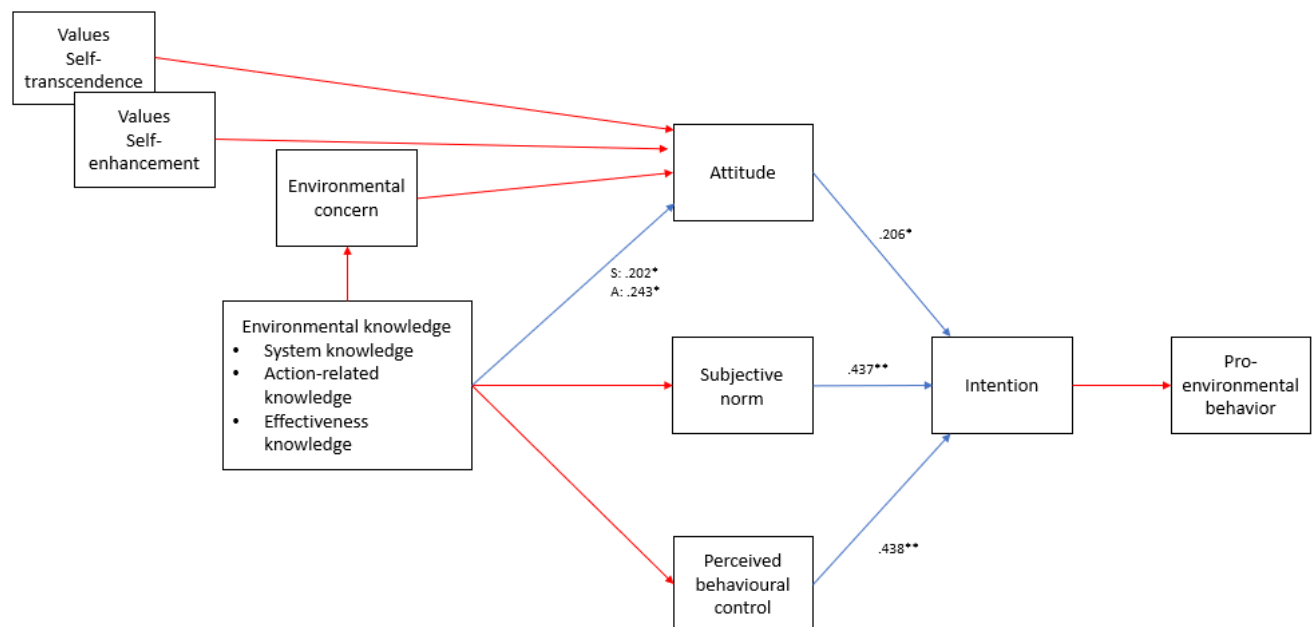 Values
Self-
transcendence
Values
Self-
enhancement
Environmental
concern
Attitude
.206*
S: .202*
A: .243*
Environmental knowledge
• System knowledge
• Action-related
knowledge
• Effectiveness
knowledge
Subjective
norm
.437**
Intention
Pro-
environmental
behavior
.438**
Perceived
behavioural
control